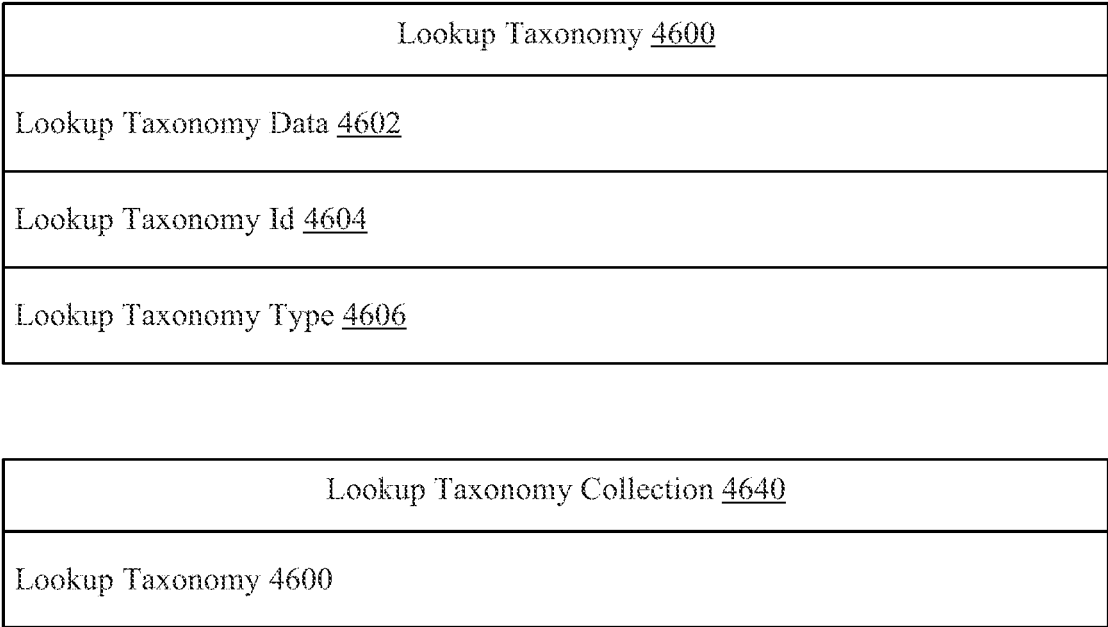 Lookup Taxonomy 4600
Lookup Taxonomy Data 4602
Lookup Taxonomy Id 4604
Lookup Taxonomy Type 4606
Lookup Taxonomy Collection 4640
Lookup Taxonomy 4600